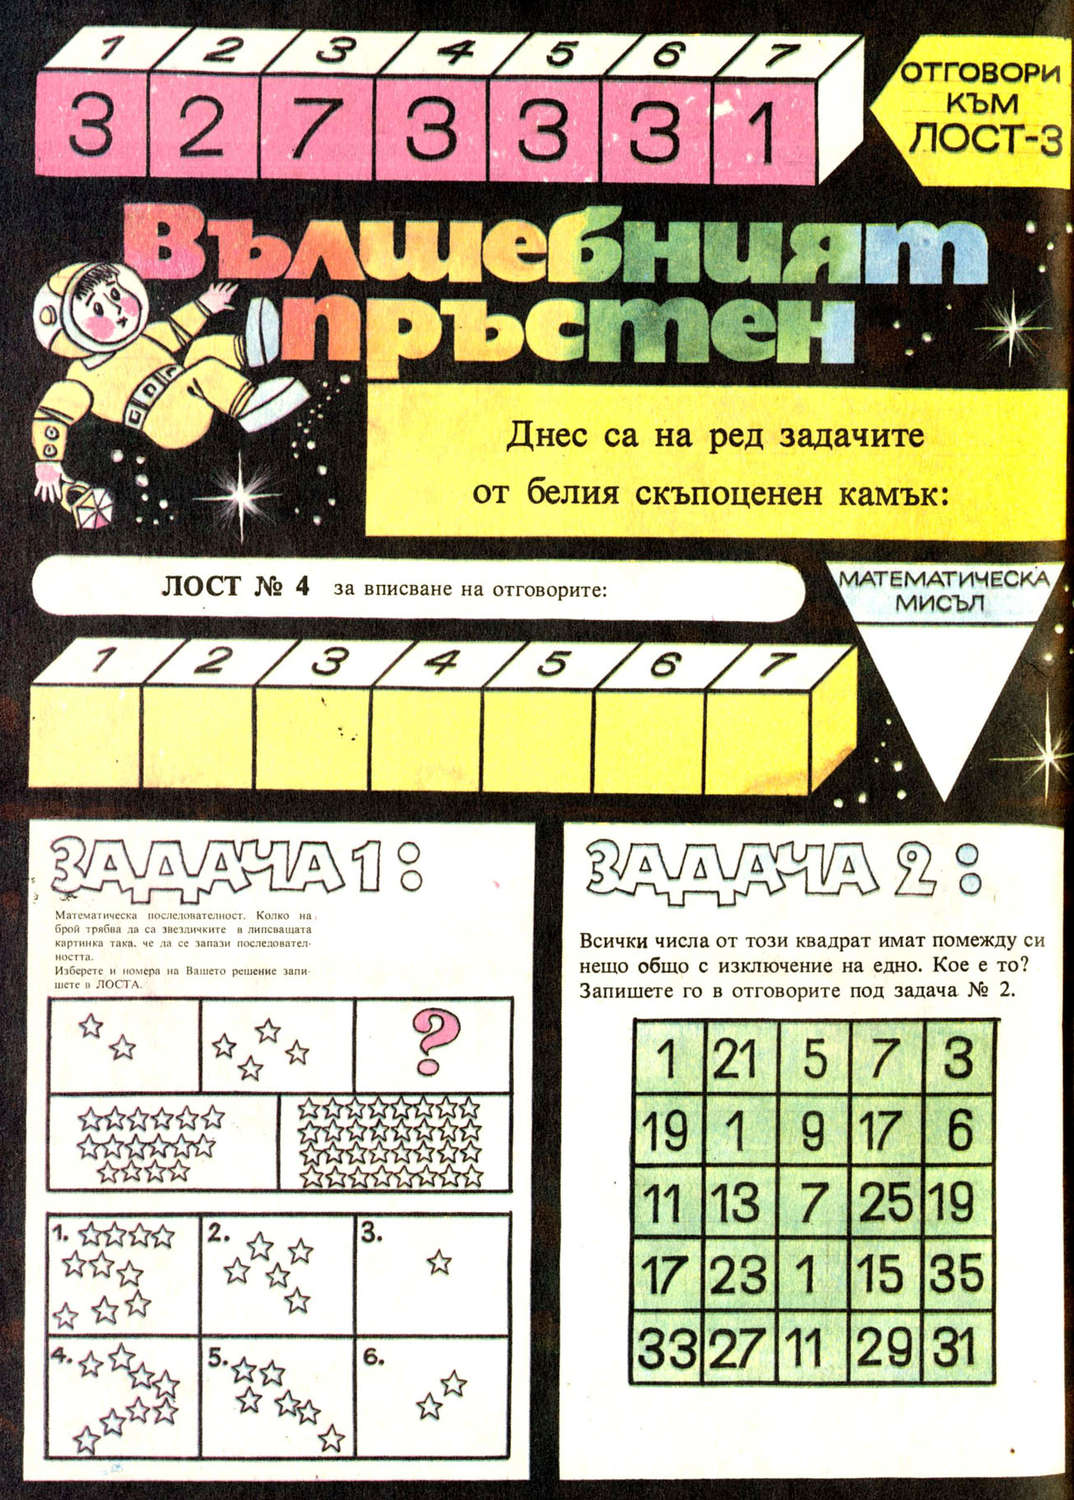 1 2 3 4 5 6 7
3 2 7 3 3 3 1
ОТГОВОРИ
КЪМ
ЛОСТ-3
Вълшебният
пръстен
Днес са на ред задачите
от белия скъпоценен камък:
ЛОСТ № 4 за вписване на отговорите:
МАТЕМАТИЧЕСКА
МИСЪЛ
1 2 3 4 5 6 7
ЗАДАЧА 1:
Математическа последователност. Колко на
брой трябва да са звездичките в липсващата
картинка така, че да се запази последовател-
ността.
Изберете и номера на Вашето решение запи-
шете в ЛОСТА.
?
1. 2. 3.
4. 5. 6.
ЗАДАЧА 2:
Всички числа от този квадрат имат помежду си
нещо общо с изключение на едно. Кое е то?
Запишете го в отговорите под задача № 2.
1 21 5 7 3
19 1 9 17 6
11 13 7 25 19
17 23 1 15 35
33 27 11 29 31